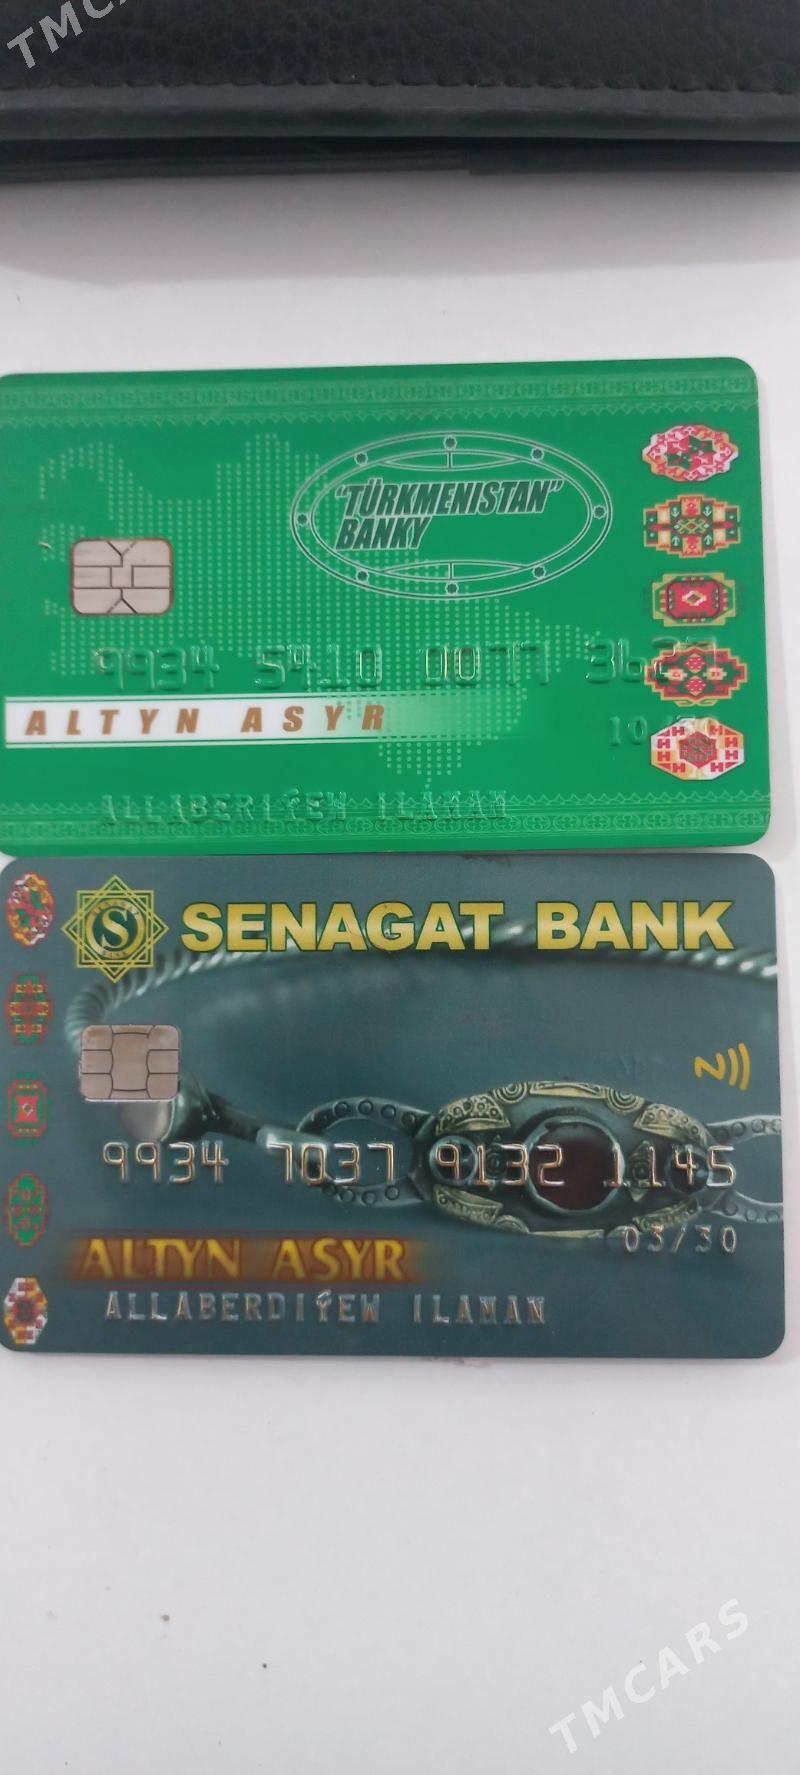 TMCARS
"TÜRKMENISTAN"
BANKY
9934 5410 0077
ALTYN ASYR
ILAMAN
SENAGAT BANK
9934 7037 9132 1145
03/30
ALTYN ASYR
ALLABERDIÝEW ILAMAN
TMCARS